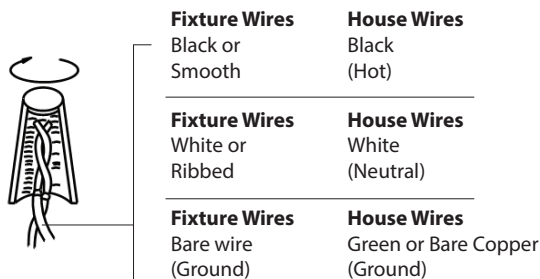 Fixture Wires House Wires
Black or Black
Smooth (Hot)
Fixture Wires House Wires
White or White
Ribbed (Neutral)
Fixture Wires House Wires
Bare wire Green or Bare Copper
(Ground) (Ground)